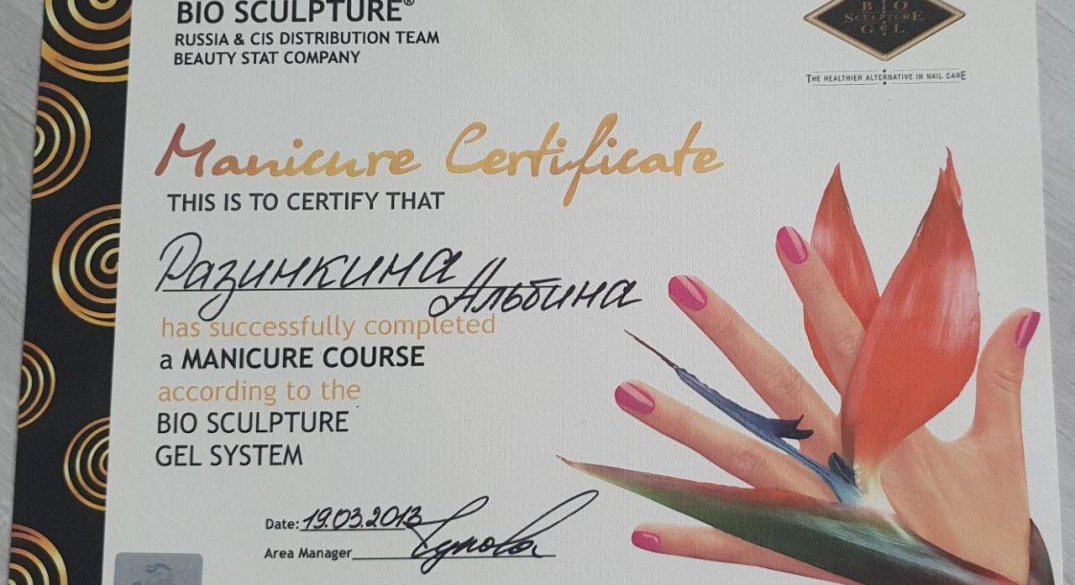 BIO SCULPTURE®
RUSSIA & CIS DISTRIBUTION TEAM
BEAUTY STAT COMPANY
BIO
SCULPTURE
GEL
THE HEALTHIER ALTERNATIVE IN NAIL CARE
Manicure Certificate
THIS IS TO CERTIFY THAT
Разинкина Альбина
has successfully completed
a MANICURE COURSE
according to the
BIO SCULPTURE
GEL SYSTEM
Date: 19.03.2013
Area Manager